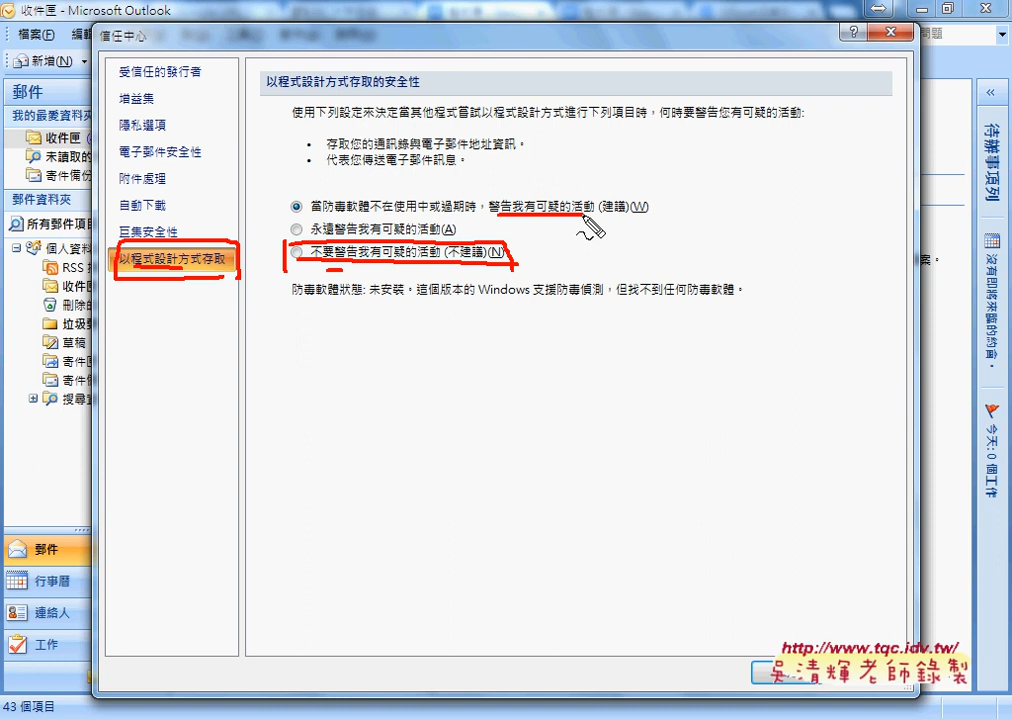 收件匣 - Microsoft Outlook
檔案(F)
新增(N)
郵件
我的最愛資料夾
收件匣
未讀取的
寄件備份
郵件資料夾
所有郵件項目
個人資料
RSS
收件
刪除的
垃圾
草稿
寄件
寄件
搜尋資
郵件
行事曆
連絡人
工作
43 個項目
信任中心
受信任的發行者
增益集
隱私選項
電子郵件安全性
附件處理
自動下載
巨集安全性
以程式設計方式存取
以程式設計方式存取的安全性
使用下列設定來決定當其他程式嘗試以程式設計方式進行下列項目時，何時要警告您有可疑的活動:
• 存取您的通訊錄與電子郵件地址資訊。
• 代表您傳送電子郵件訊息。
當防毒軟體不在使用中或過期時，警告我有可疑的活動 (建議)(W)
永遠警告我有可疑的活動(A)
不要警告我有可疑的活動 (不建議)(N)
防毒軟體狀態: 未安裝。這個版本的 Windows 支援防毒偵測，但找不到任何防毒軟體。
問題
案。
待辦事項列
沒有即將來臨的約會。
今天: 0 個工作
http://www.tqc.idv.tw/
吳清輝老師錄製